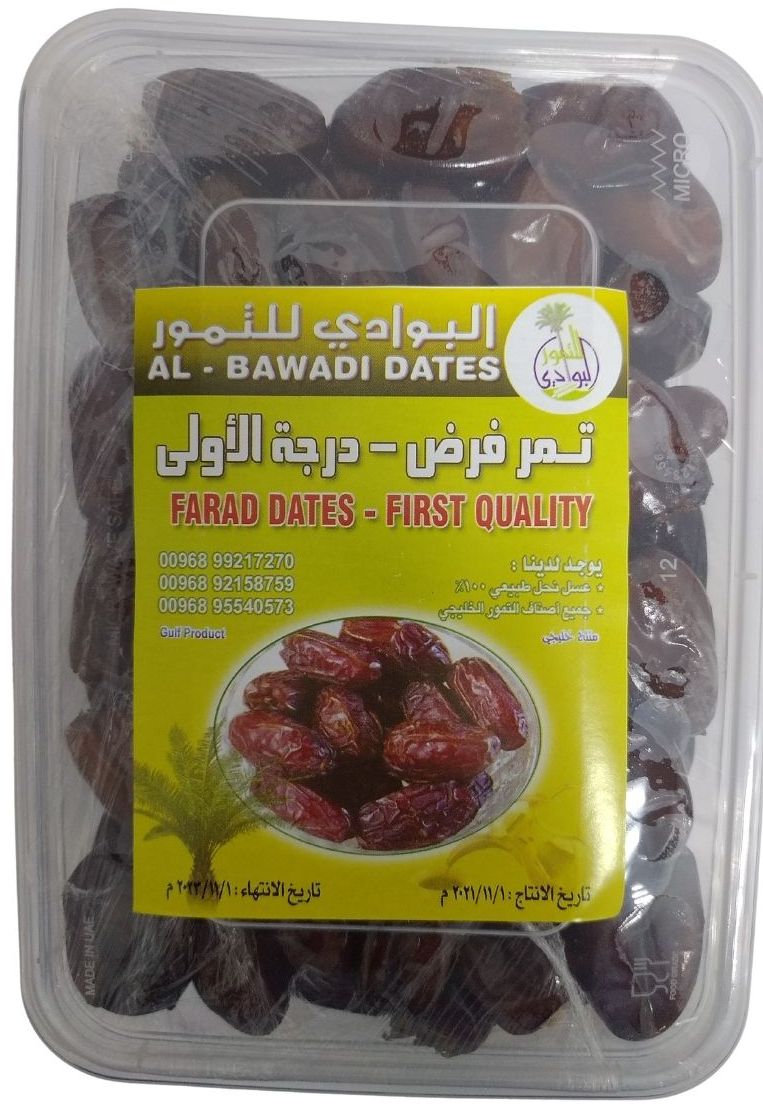 البوادي للتمور
AL - BAWADI DATES
للتمور
البوادي
تمر فرض - درجة الأولى
FARAD DATES - FIRST QUALITY
00968 99217270
00968 92158759
00968 95540573
Gulf Product
يوجد لدينا :
* عسل نحل طبيعي ١٠٠٪
* جميع أصناف التمور الخليجي
منتج خليجي
تاريخ الانتاج : ٢٠٢١/١١/١ م
تاريخ الانتهاء : ٢٠٢٣/١١/١ م
MICRO
12
MADE IN UAE